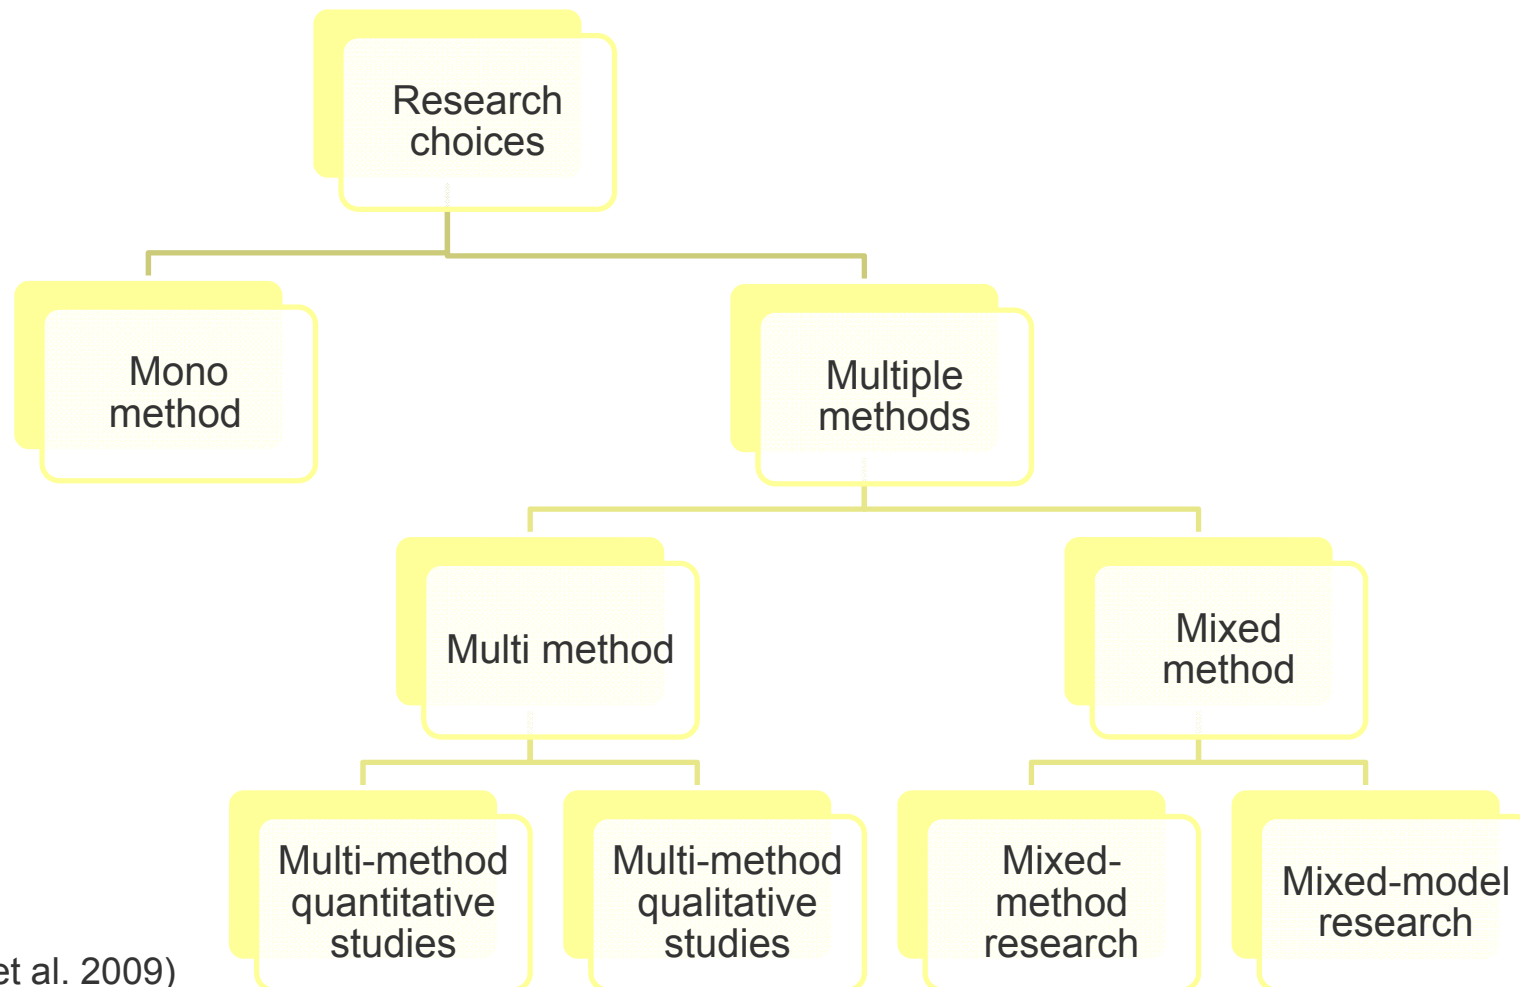 Research
choices
Mono
method
Multiple
methods
Multi method
Mixed
method
Multi-method
quantitative
studies
Multi-method
qualitative
studies
Mixed-
method
research
Mixed-model
research
et al. 2009)